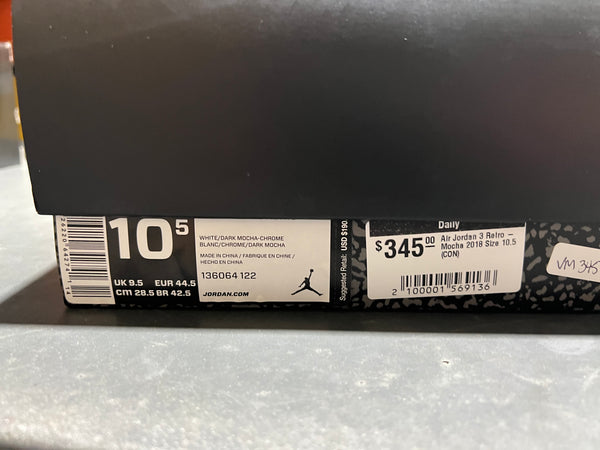 10⁵
UK 9.5 EUR 44.5
CM 28.5 BR 42.5
WHITE/DARK MOCHA-CHROME
BLANC/CHROME/DARK MOCHA
MADE IN CHINA / FABRIQUE EN CHINE /
HECHO EN CHINA
136064 122
JORDAN.COM
Suggested Retail: USD $190
Daily
$345.00
Air Jordan 3 Retro –
Mocha 2018 Size 10.5
(CON)
2 100001 569136
VM 345